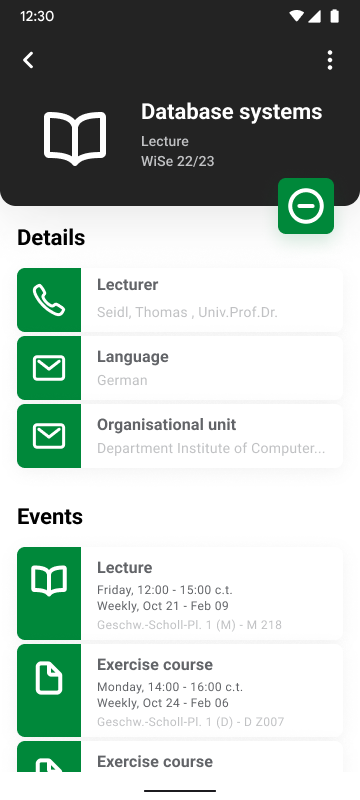 12:30
Database systems
Lecture
WiSe 22/23
Details
Lecturer
Seidl, Thomas , Univ.Prof.Dr.
Language
German
Organisational unit
Department Institute of Computer...
Events
Lecture
Friday, 12:00 - 15:00 c.t.
Weekly, Oct 21 - Feb 09
Geschw.-Scholl-Pl. 1 (M) - M 218
Exercise course
Monday, 14:00 - 16:00 c.t.
Weekly, Oct 24 - Feb 06
Geschw.-Scholl-Pl. 1 (D) - D Z007
Exercise course